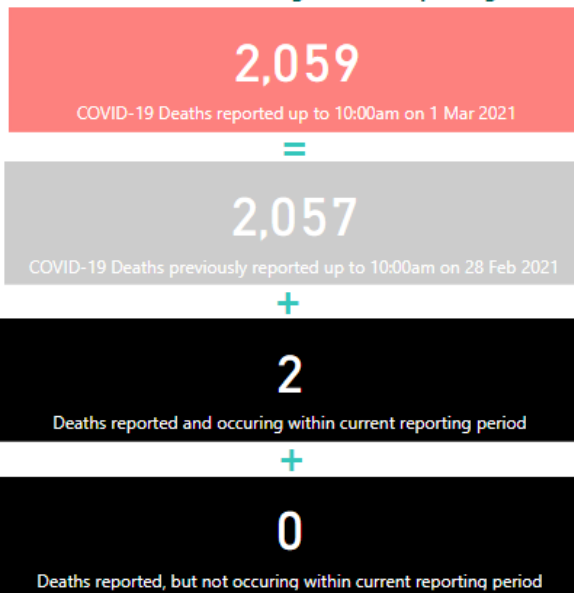 2,059
COVID-19 Deaths reported up to 10:00am on 1 Mar 2021
=
2,057
COVID-19 Deaths previously reported up to 10:00am on 28 Feb 2021
+
2
Deaths reported and occuring within current reporting period
+
0
Deaths reported, but not occuring within current reporting period